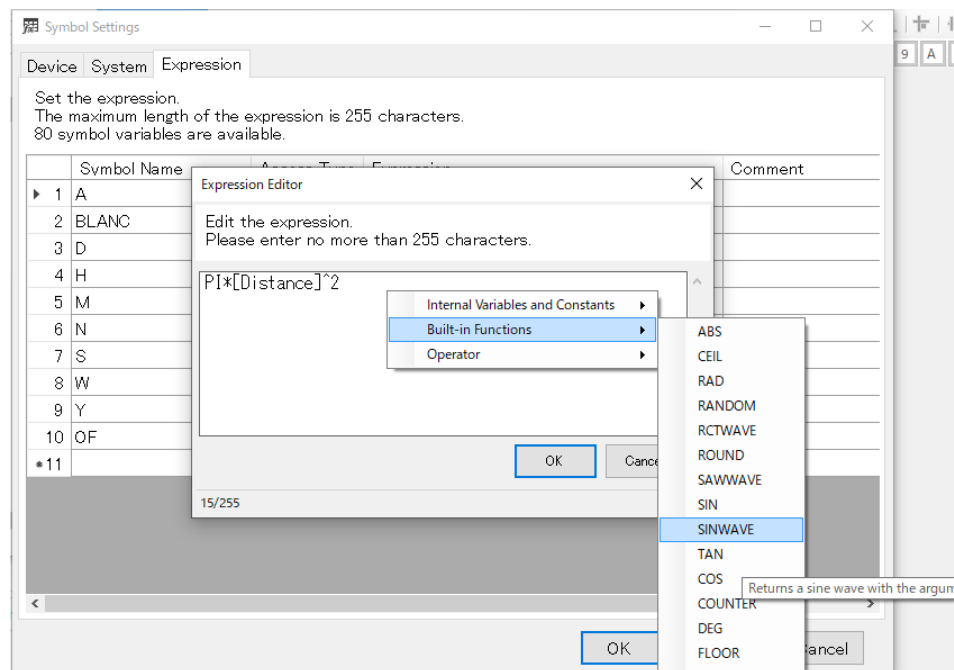 Symbol Settings
9 A
Device System Expression
Set the expression.
The maximum length of the expression is 255 characters.
80 symbol variables are available.
Symbol Name Access Type Expression Comment
1 A
2 BLANC
3 D
4 H
5 M
6 N
7 S
8 W
9 Y
10 OF
11
Expression Editor
Edit the expression.
Please enter no more than 255 characters.
PI*[Distance]^2
Internal Variables and Constants
Built-in Functions
Operator
OK
15/255
ABS
CEIL
RAD
RANDOM
RCTWAVE
ROUND
SAWWAVE
SIN
SINWAVE
TAN
COS
Returns a sine wave with the argum
COUNTER
DEG
FLOOR
OK